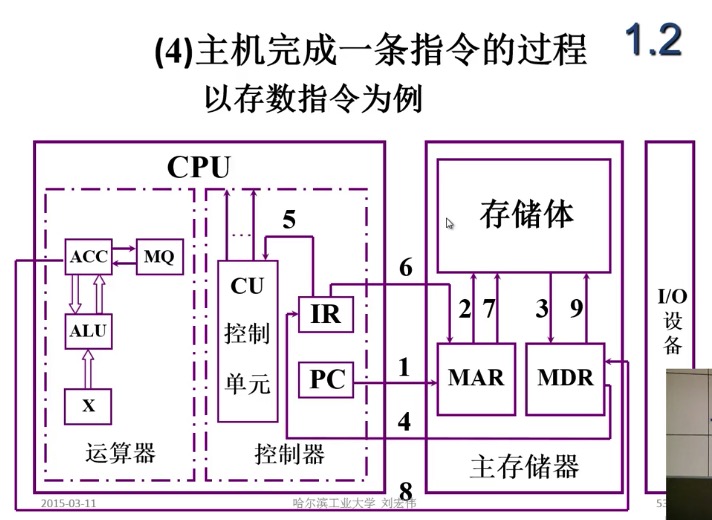 (4)主机完成一条指令的过程
1.2
以存数指令为例
CPU
5
…
ACC
MQ
CU
控制
单元
存储体
6
IR
2
7
3
9
I/O
设
备
ALU
PC
1
MAR
MDR
X
4
运算器
控制器
主存储器
8
2015-03-11
哈尔滨工业大学 刘宏伟